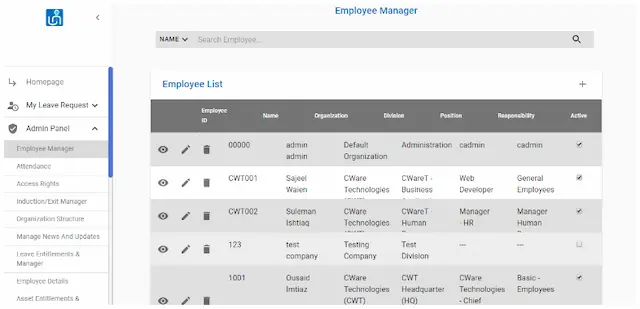 Employee Manager
NAME Search Employee...
Homepage
My Leave Request
Admin Panel
Employee Manager
Attendance
Access Rights
Induction/Exit Manager
Organization Structure
Manage News And Updates
Leave Entitlements &
Manager
Employee Details
Asset Entitlements &
Employee List
Employee
ID Name Organization Division Position Responsibility Active
00000 admin Default Administration cadmin cadmin
admin Organization
CWT001 Sajeel CWare CWareT - Web General
Waien Technologies Business Developer Employees
CWT002 Suleman CWare CWareT - Manager Manager
Ishtiaq Technologies Human - HR Human
123 test Testing Test --- ---
company Company Division
1001 Ousaid CWare CWT CWare Basic -
Imtiaz Technologies Headquarter Technologies Employees
(CWT) (HQ) - Chief